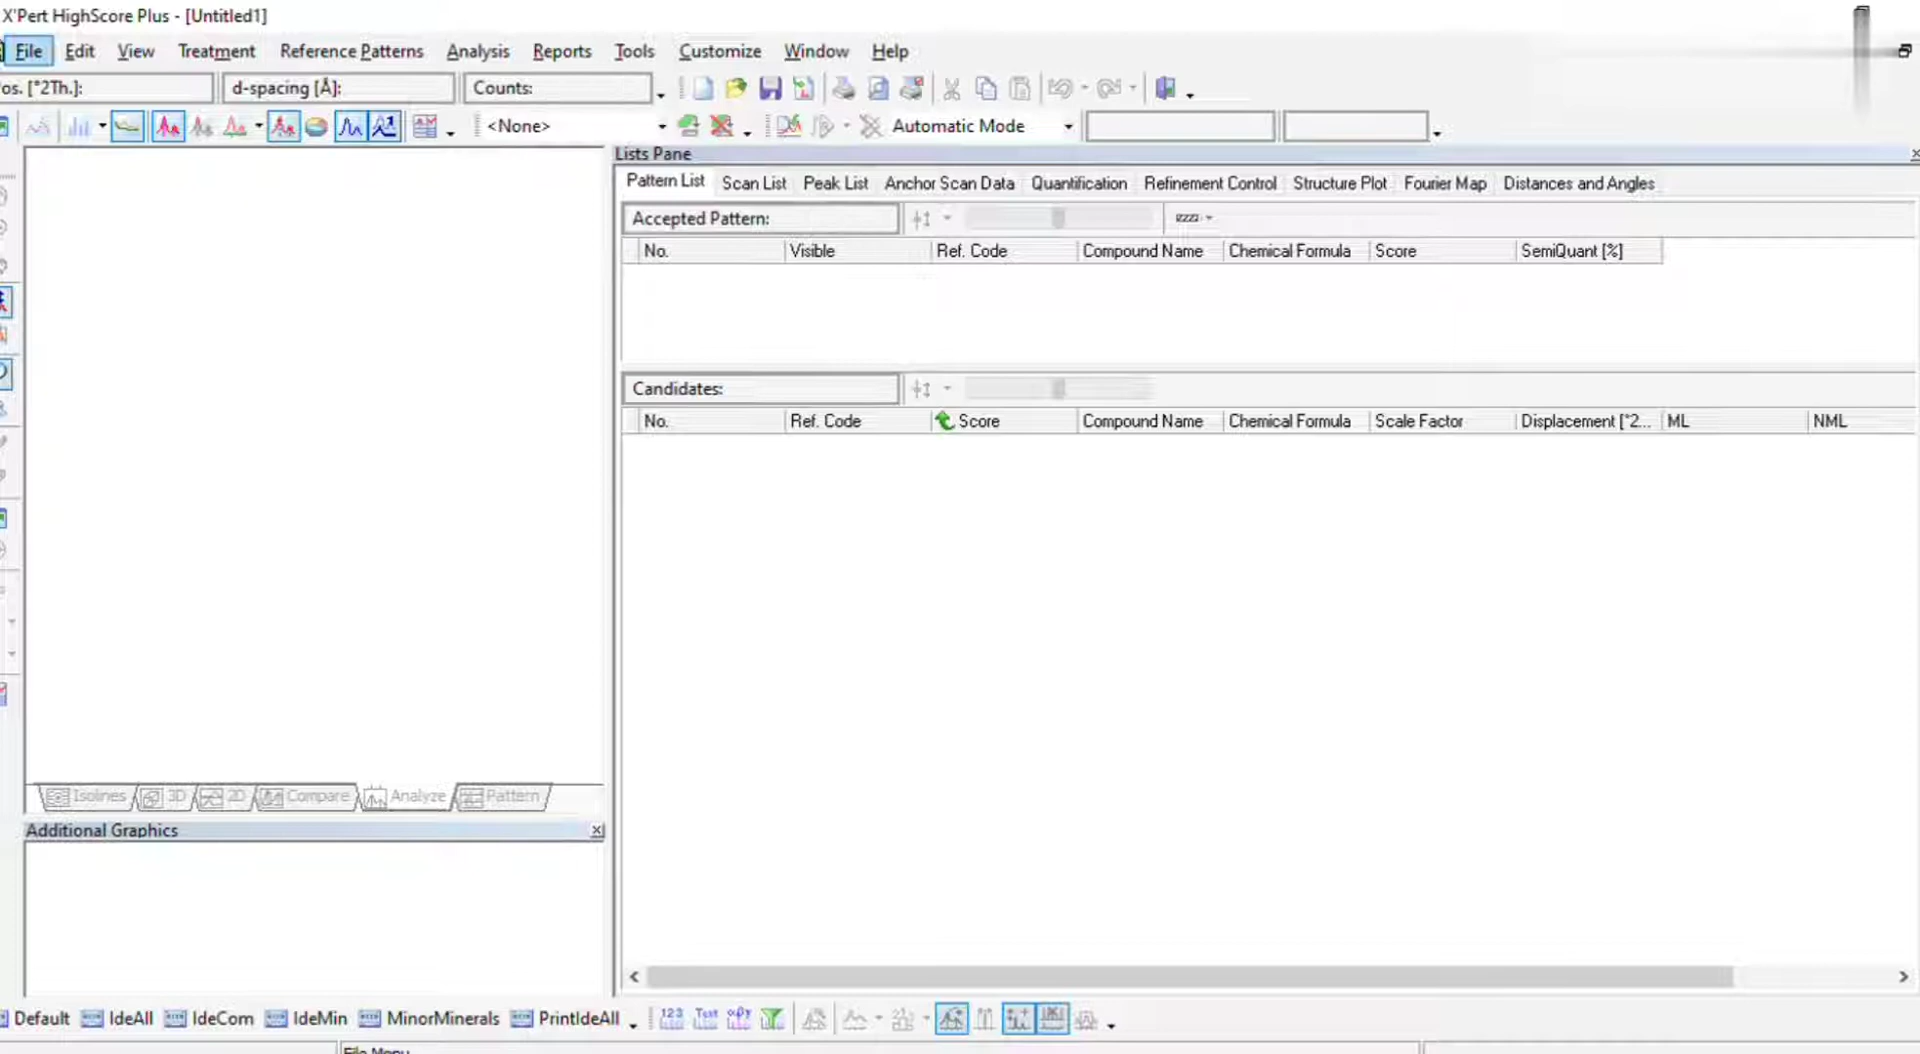 X'Pert HighScore Plus - [Untitled1]
File Edit View Treatment Reference Patterns Analysis Reports Tools Customize Window Help
os. [°2Th.]: d-spacing [Å]: Counts:
<None> Automatic Mode
Lists Pane
Pattern List Scan List Peak List Anchor Scan Data Quantification Refinement Control Structure Plot Fourier Map Distances and Angles
Accepted Pattern:
No. Visible Ref. Code Compound Name Chemical Formula Score SemiQuant [%]
Candidates:
No. Ref. Code Score Compound Name Chemical Formula Scale Factor Displacement [°2... ML NML
Isolines 3D 2D Compare Analyze Pattern
Additional Graphics
Default IdeAll IdeCom IdeMin MinorMinerals PrintIdeAll 123 Text
File Menu